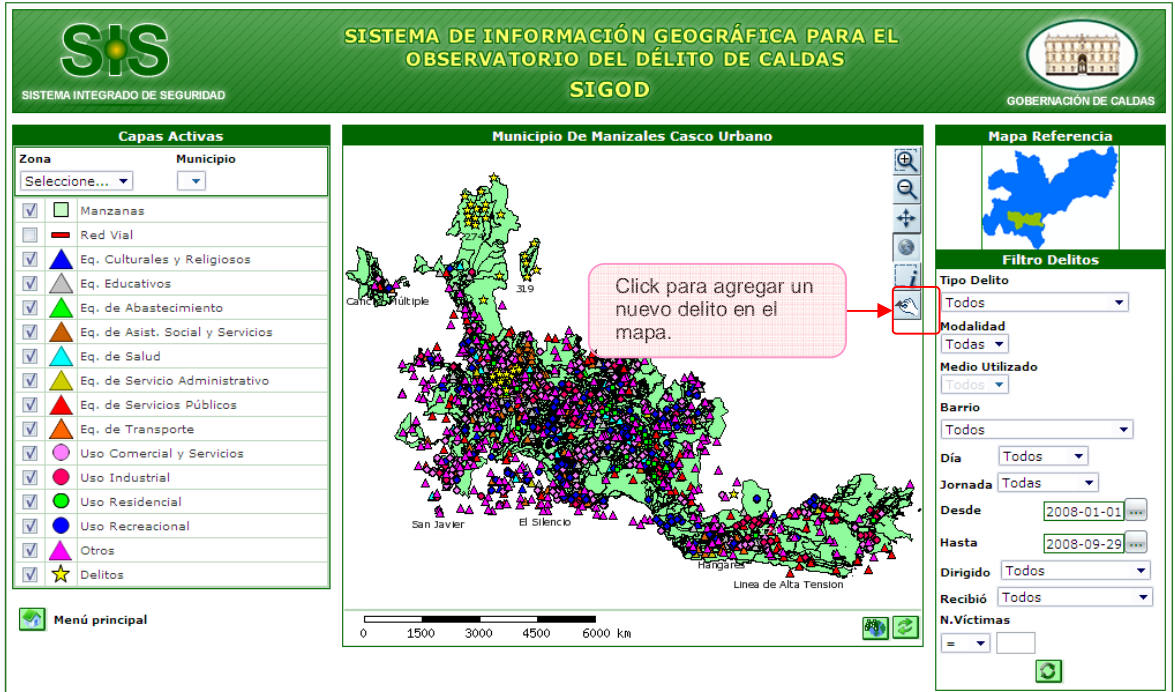 SIS
SISTEMA INTEGRADO DE SEGURIDAD
SISTEMA DE INFORMACIÓN GEOGRÁFICA PARA EL
OBSERVATORIO DEL DÉLITO DE CALDAS
SIGOD
GOBERNACIÓN DE CALDAS
Capas Activas
Zona Municipio
Seleccione...
Manzanas
Red Vial
Eq. Culturales y Religiosos
Eq. Educativos
Eq. de Abastecimiento
Eq. de Asist. Social y Servicios
Eq. de Salud
Eq. de Servicio Administrativo
Eq. de Servicios Públicos
Eq. de Transporte
Uso Comercial y Servicios
Uso Industrial
Uso Residencial
Uso Recreacional
Otros
Delitos
Menú principal
Municipio De Manizales Casco Urbano
274
319
Múltiple
Click para agregar un
nuevo delito en el
mapa.
San Javier
El Silencio
Hangares
Linea de Alta Tension
0 1500 3000 4500 6000 km
Mapa Referencia
Filtro Delitos
Tipo Delito
Todos
Modalidad
Todas
Medio Utilizado
Todos
Barrio
Todos
Día Todos
Jornada Todas
Desde 2008-01-01 ...
Hasta 2008-09-29 ...
Dirigido Todos
Recibió Todos
N.Víctimas
=